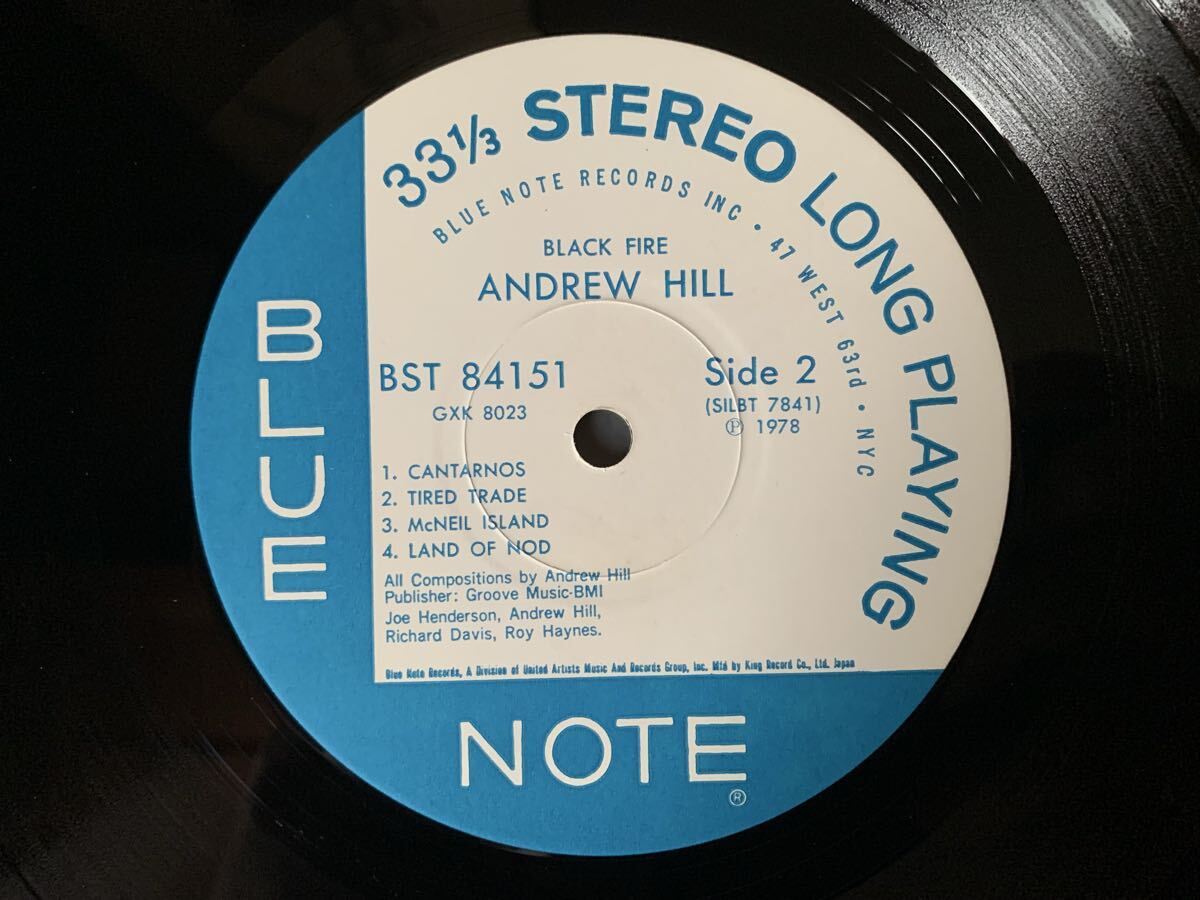 33⅓ STEREO LONG PLAYING
BLUE NOTE RECORDS INC • 47 WEST 63rd • NYC
BLACK FIRE
ANDREW HILL
BST 84151
Side 2
GXK 8023
(SILBT 7841)
Ⓟ 1978
1. CANTARNOS
2. TIRED TRADE
3. McNEIL ISLAND
4. LAND OF NOD
All Compositions by Andrew Hill
Publisher: Groove Music-BMI
Joe Henderson, Andrew Hill,
Richard Davis, Roy Haynes.
Blue Note Records, A Division of United Artists Music And Records Group, Inc. Mfd by King Record Co., Ltd. Japan
BLUE
NOTE
®